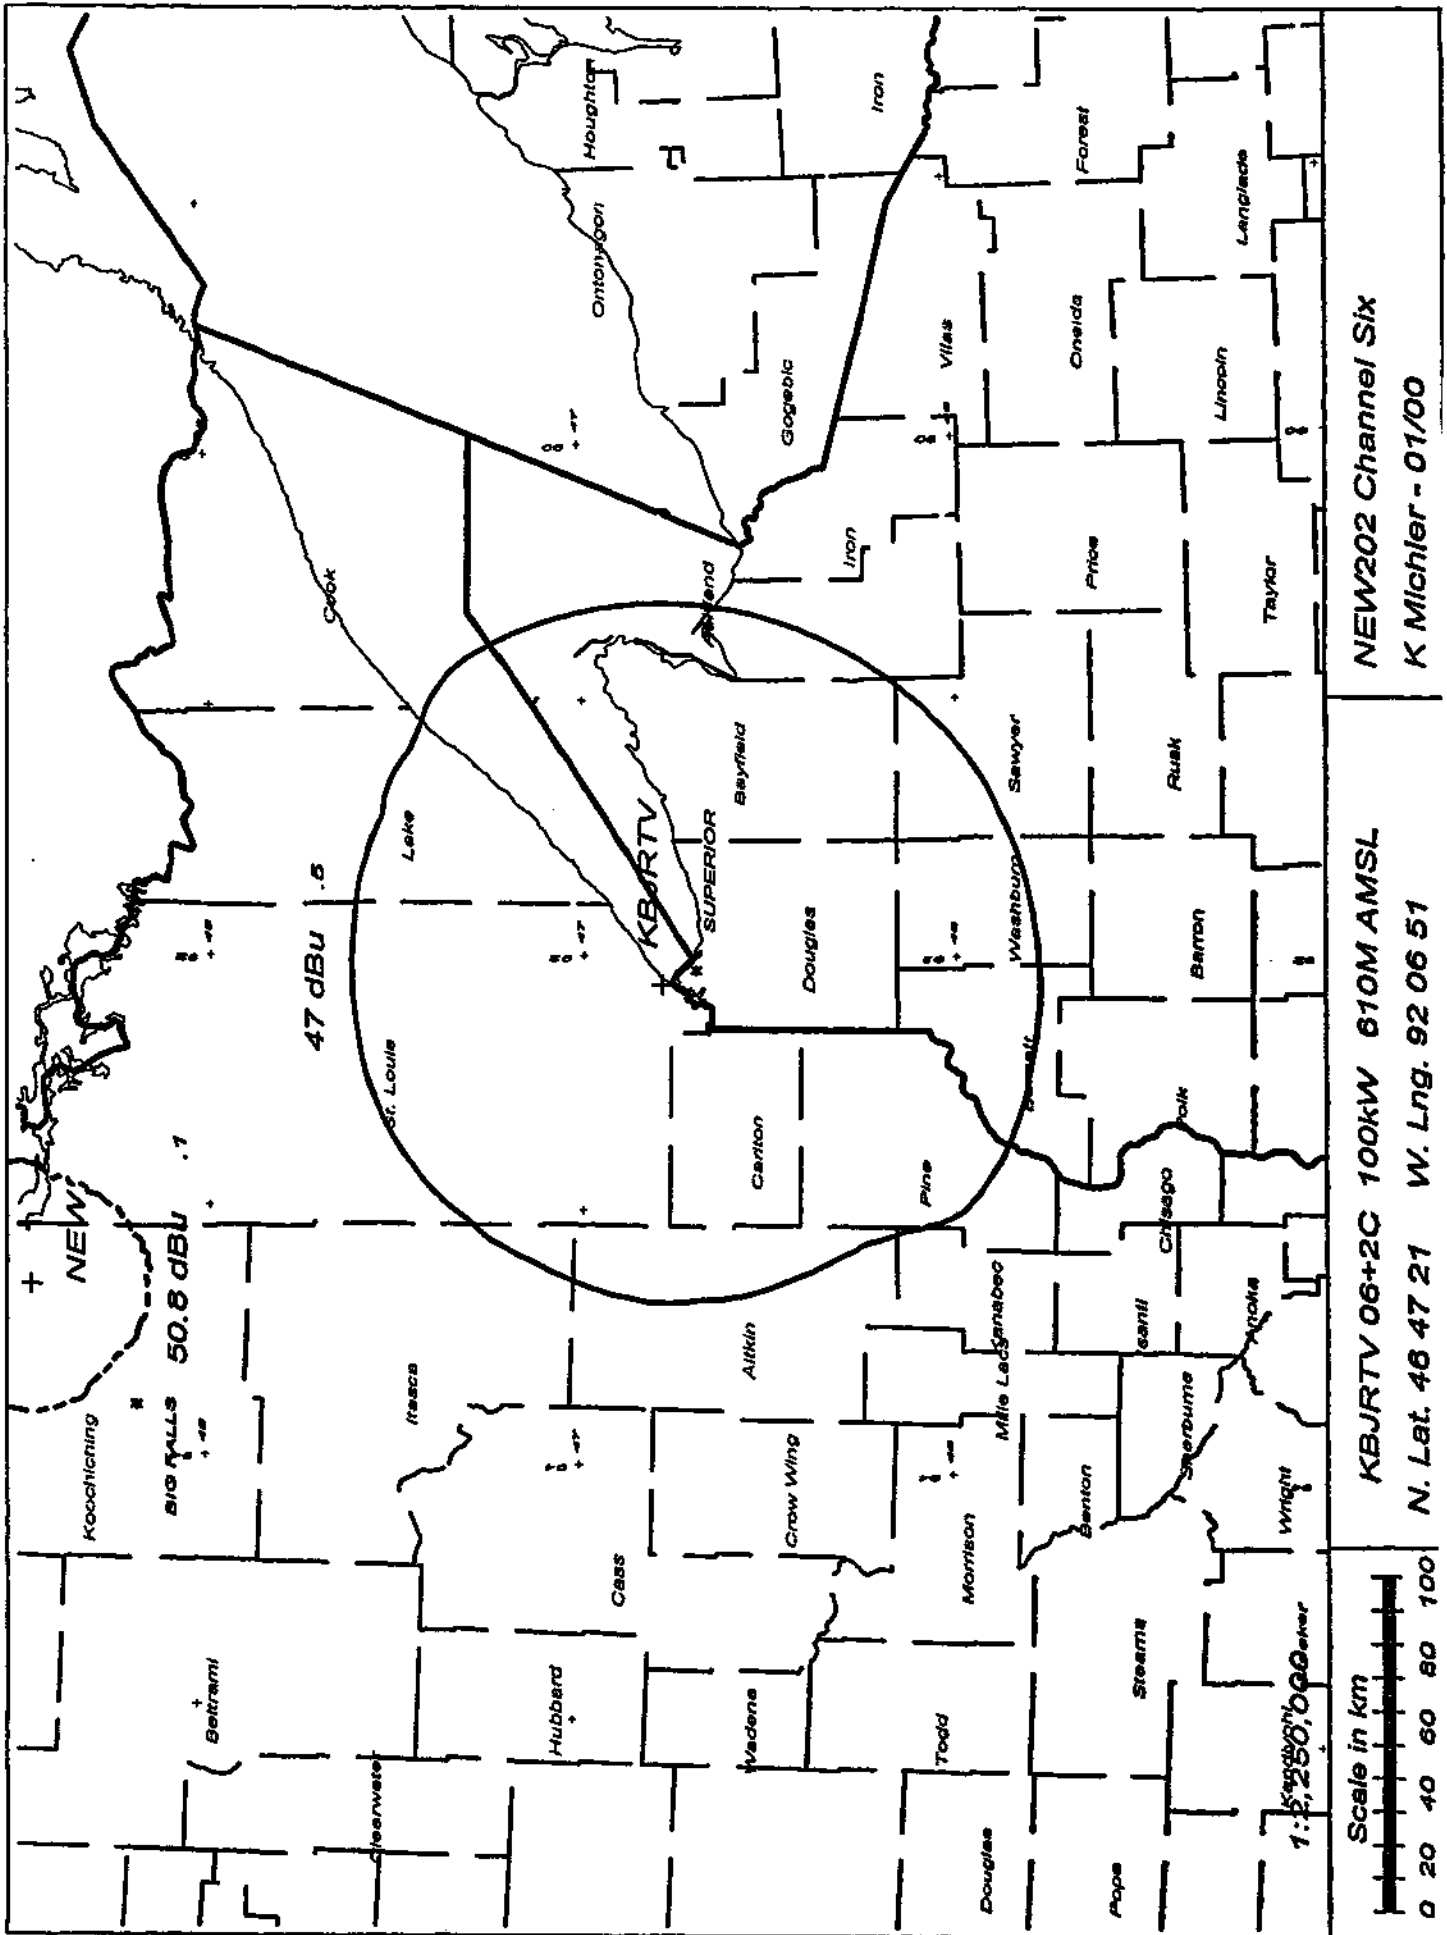 NEW
50.8 dBu .1
BIG FALLS
Koochiching
Beltrami
Clearwater
Itasca
St. Louis
47 dBu .5
Lake
Cook
KBJRTV
SUPERIOR
Houghton
Ontonagon
Gogebic
Iron
Iron
Bayfield
Douglas
Carlton
Aitkin
Cass
Hubbard
Wadena
Crow Wing
Todd
Morrison
Mille Lacs
Kanabec
Pine
Washburn
Sawyer
Price
Vilas
Oneida
Forest
Langlade
Lincoln
Taylor
Rusk
Barron
Polk
Chisago
Isanti
Anoka
Sherburne
Benton
Wright
Stearns
Pope
Douglas
1:2,250,000
Scale in km
0 20 40 60 80 100
KBJRTV 06+2C 100kW 610M AMSL
N. Lat. 46 47 21 W. Lng. 92 06 51
NEW202 Channel Six
K Michler - 01/00